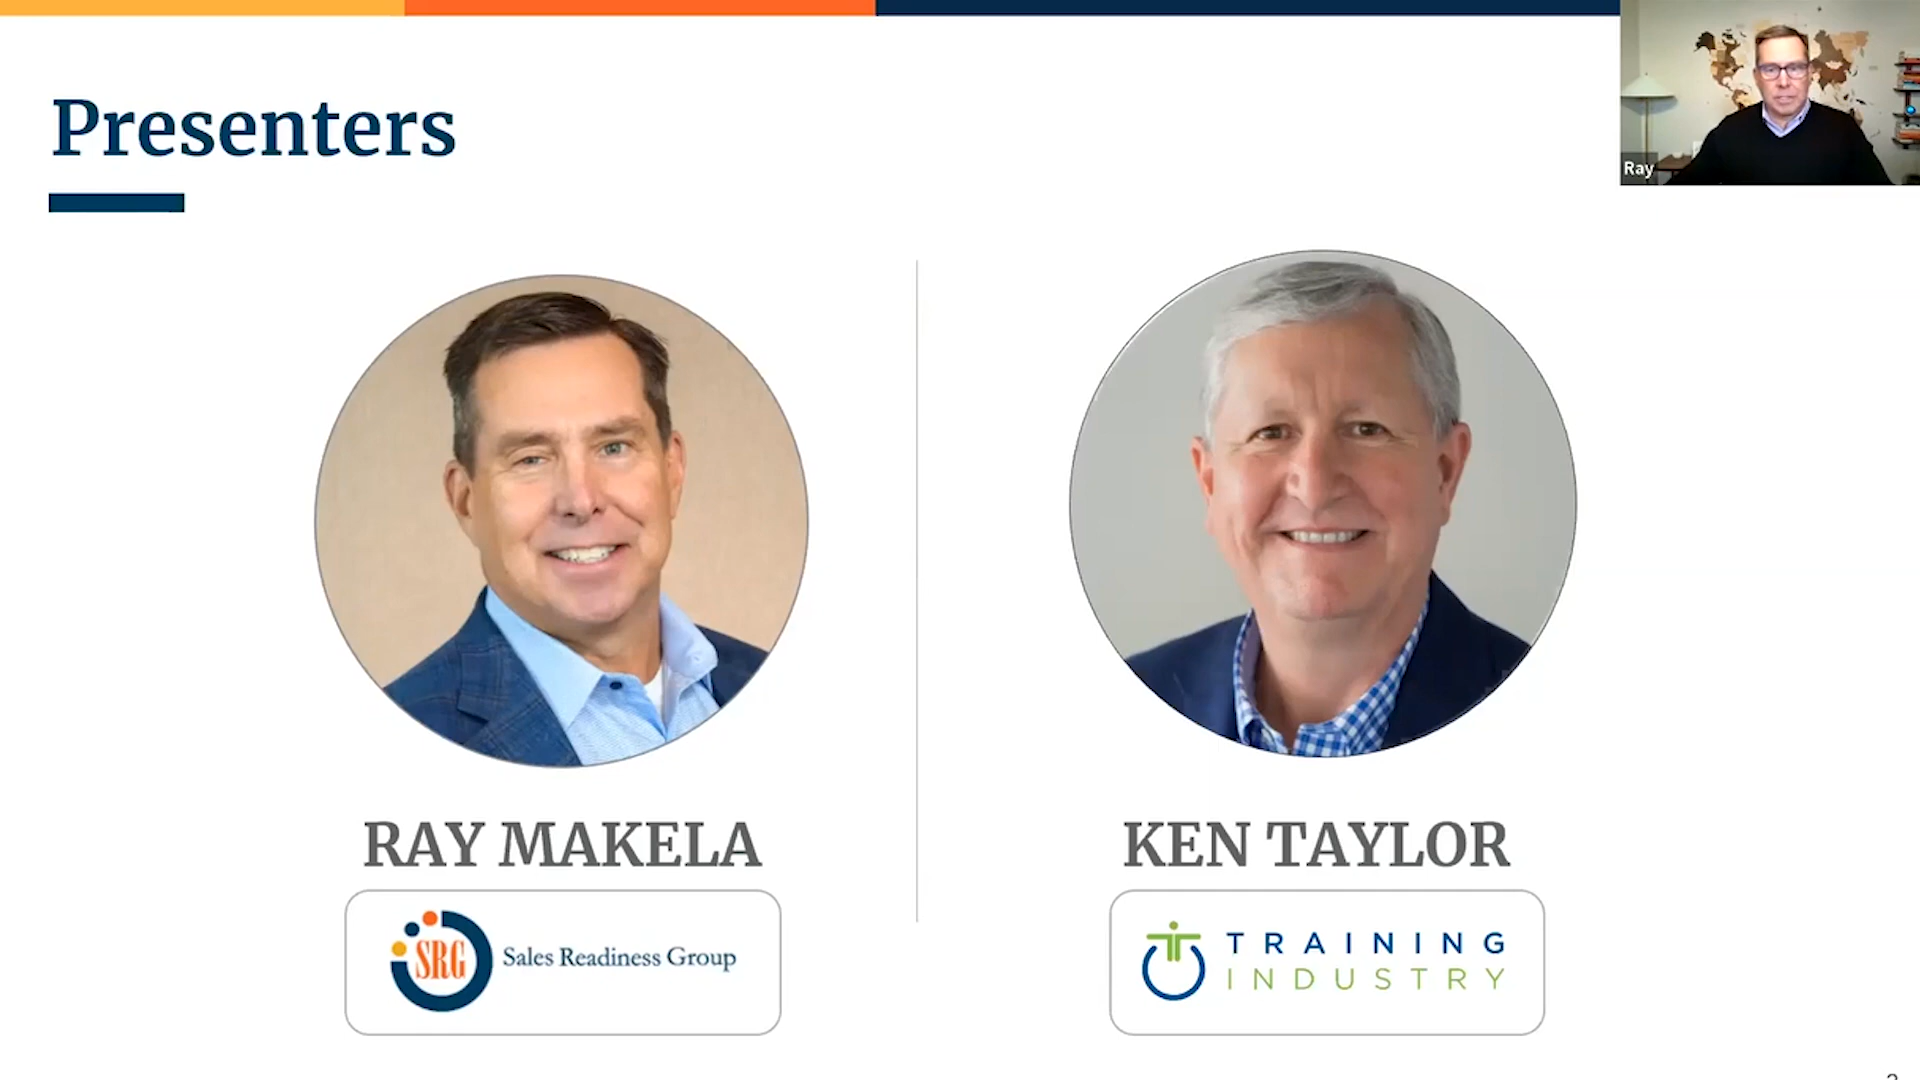 Presenters
Ray
RAY MAKELA
KEN TAYLOR
SRG Sales Readiness Group
TRAINING
INDUSTRY